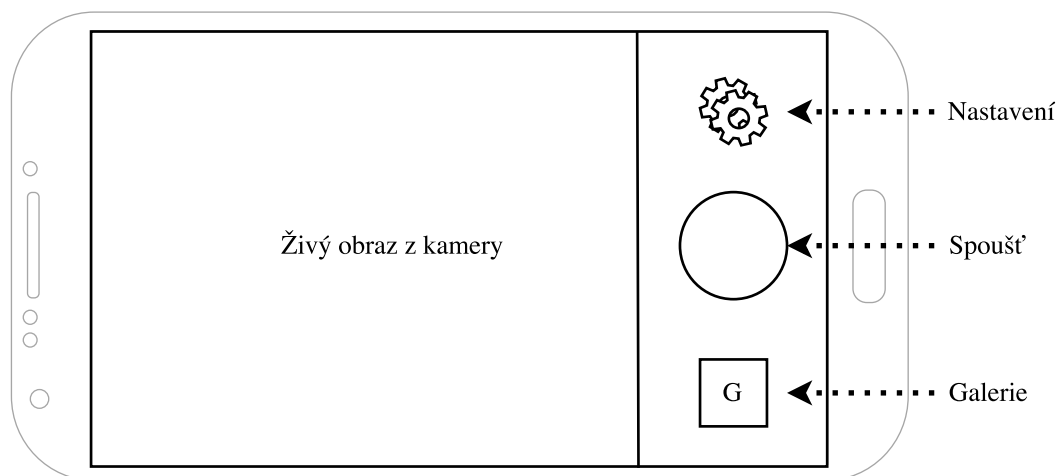 Nastavení
Živý obraz z kamery
Spoušť
G
Galerie